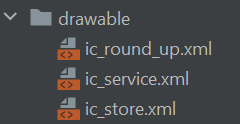 drawable
ic_round_up.xml
ic_service.xml
ic_store.xml